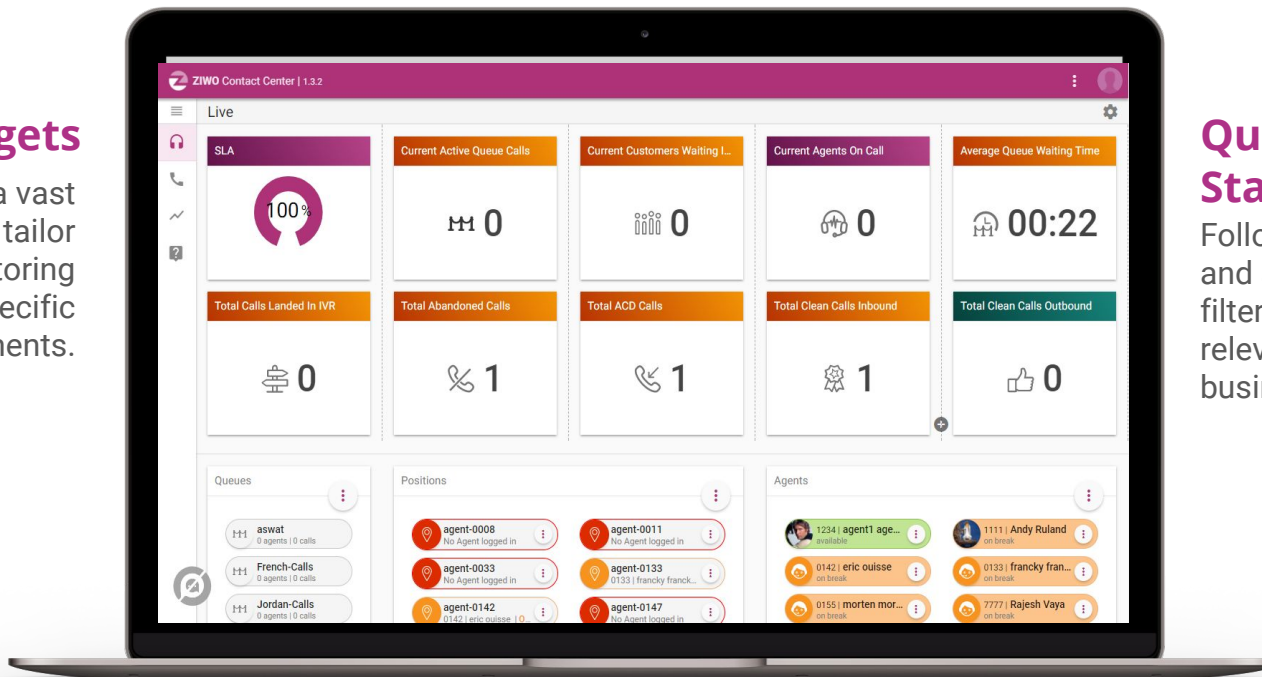 gets
a vast
tailor
toring
ecific
nents.
ZIWO Contact Center | 1.3.2
Live
SLA
100%
Current Active Queue Calls
0
Current Customers Waiting I...
0
Current Agents On Call
0
Average Queue Waiting Time
00:22
Total Calls Landed In IVR
0
Total Abandoned Calls
1
Total ACD Calls
1
Total Clean Calls Inbound
1
Total Clean Calls Outbound
0
Queues
aswat
0 agents | 0 calls
French-Calls
0 agents | 0 calls
Jordan-Calls
0 agents | 0 calls
Positions
agent-0008
No Agent logged in
agent-0011
No Agent logged in
agent-0033
No Agent logged in
agent-0133
0133 | francky franck...
agent-0142
0142 | eric ouisse | 0...
agent-0147
No Agent logged in
Agents
1234 | agent1 age...
available
1111 | Andy Ruland
on break
0142 | eric ouisse
on break
0133 | francky fran...
on break
0155 | morten mor...
on break
7777 | Rajesh Vaya
on break
Qu
Sta
Follo
and
filter
relev
busi